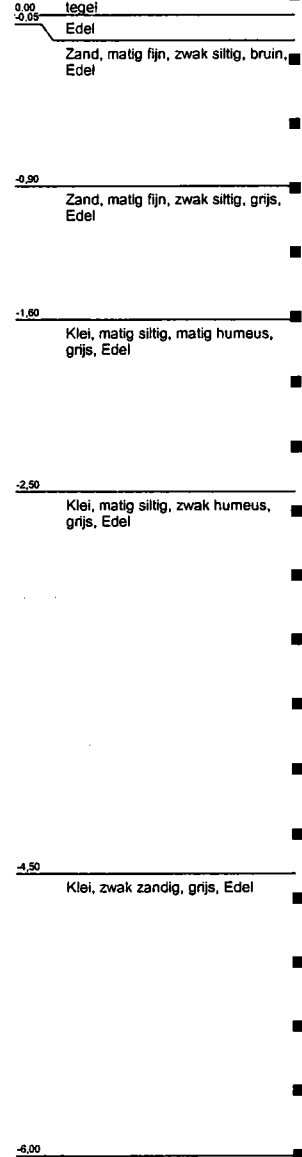 0.00 tegel
-0,05
Edel
Zand, matig fijn, zwak siltig, bruin,
Edel
-0,90
Zand, matig fijn, zwak siltig, grijs,
Edel
-1,60
Klei, matig siltig, matig humeus,
grijs, Edel
-2,50
Klei, matig siltig, zwak humeus,
grijs, Edel
-4,50
Klei, zwak zandig, grijs, Edel
-6,00